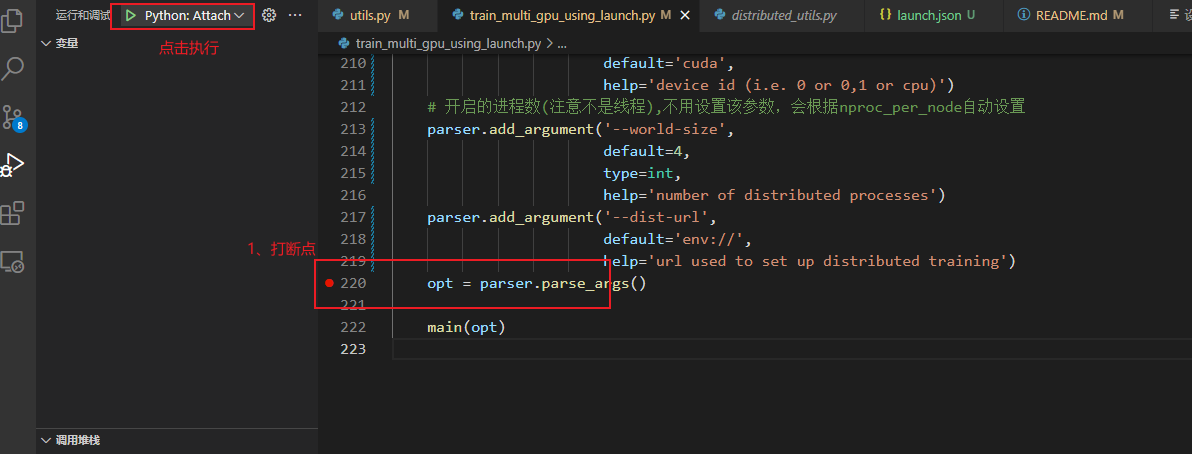 运行和调试 Python: Attach ···
点击执行
变量
8
1、打断点
调用堆栈
utils.py M
train_multi_gpu_using_launch.py M
distributed_utils.py
{} launch.json U
README.md M
train_multi_gpu_using_launch.py > ...
210 default='cuda',
211 help='device id (i.e. 0 or 0,1 or cpu)')
212 # 开启的进程数(注意不是线程),不用设置该参数，会根据nproc_per_node自动设置
213 parser.add_argument('--world-size',
214 default=4,
215 type=int,
216 help='number of distributed processes')
217 parser.add_argument('--dist-url',
218 default='env://',
219 help='url used to set up distributed training')
220 opt = parser.parse_args()
221
222 main(opt)
223